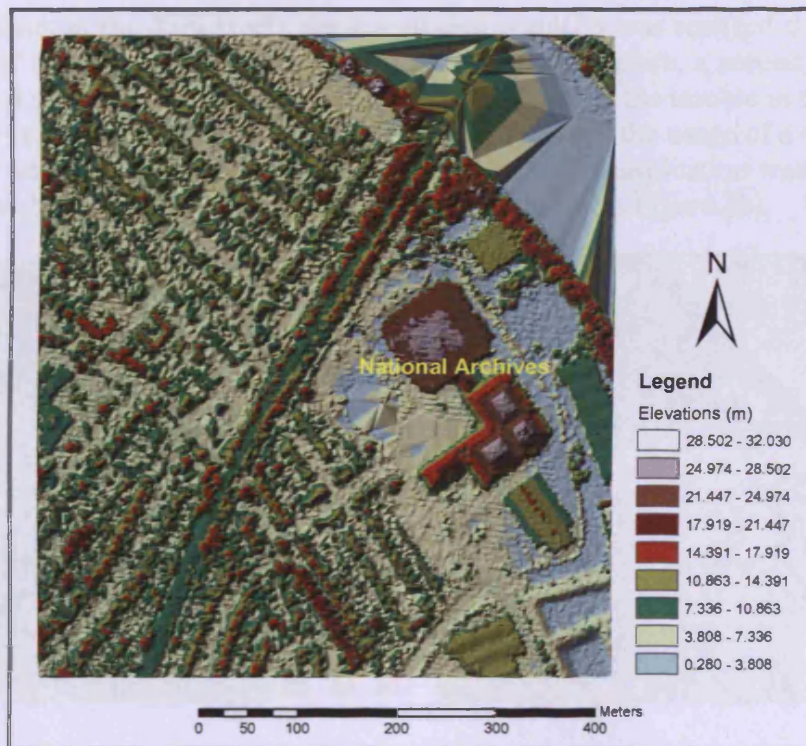 N
National Archives
Legend
Elevations (m)
28.502 - 32.030
24.974 - 28.502
21.447 - 24.974
17.919 - 21.447
14.391 - 17.919
10.863 - 14.391
7.336 - 10.863
3.808 - 7.336
0.280 - 3.808
Meters
0 50 100 200 300 400